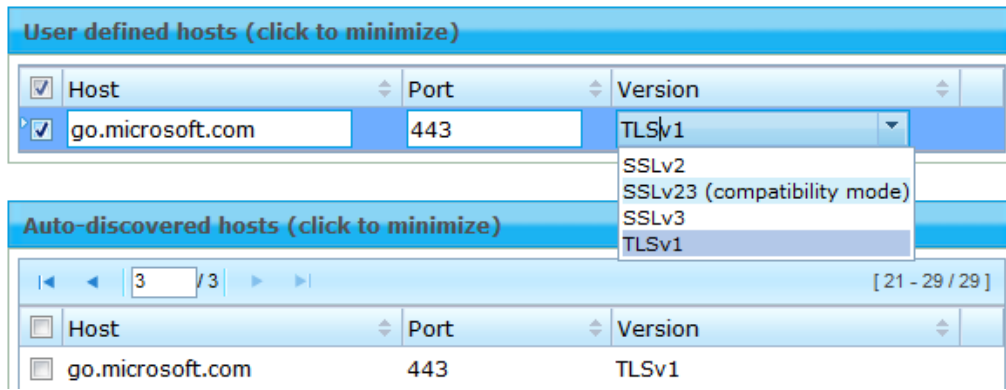 User defined hosts (click to minimize)
Host Port Version
go.microsoft.com 443 TLSv1
SSLv2
SSLv23 (compatibility mode)
SSLv3
TLSv1
Auto-discovered hosts (click to minimize)
3 / 3 [ 21 - 29 / 29 ]
Host Port Version
go.microsoft.com 443 TLSv1